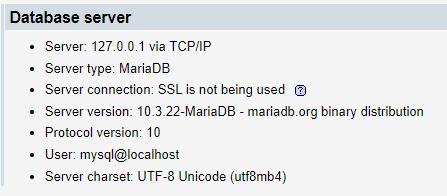 Database server
Server: 127.0.0.1 via TCP/IP
Server type: MariaDB
Server connection: SSL is not being used
Server version: 10.3.22-MariaDB - mariadb.org binary distribution
Protocol version: 10
User: mysql@localhost
Server charset: UTF-8 Unicode (utf8mb4)